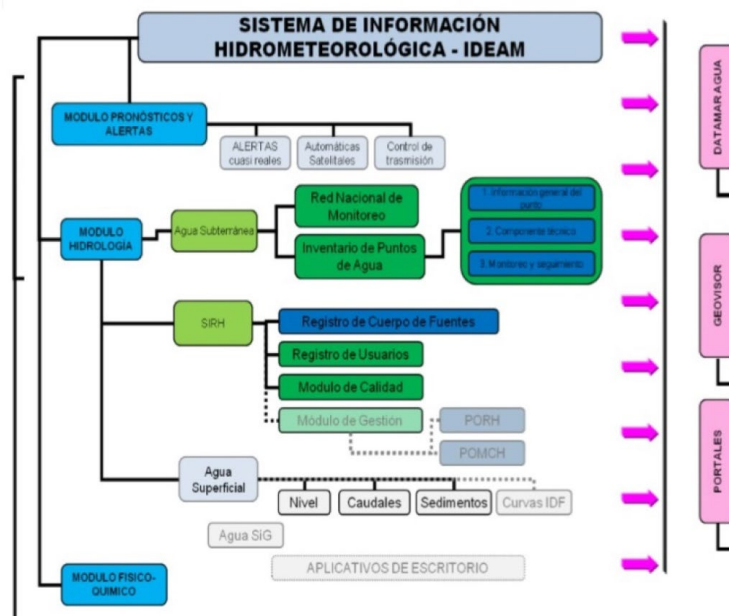 SISTEMA DE INFORMACIÓN
HIDROMETEOROLÓGICA - IDEAM
MODULO PRONÓSTICOS Y
ALERTAS
ALERTAS
cuasi reales
Automáticas
Satelitales
Control de
trasmisión
MODULO
HIDROLOGÍA
Agua Subterránea
Red Nacional de
Monitoreo
Inventario de Puntos
de Agua
1. Información general del
punto
2. Componente técnico
3. Monitoreo y seguimiento
SIRH
Registro de Cuerpo de Fuentes
Registro de Usuarios
Modulo de Calidad
Módulo de Gestión
PORH
POMCH
Agua
Superficial
Nivel
Caudales
Sedimentos
Curvas IDF
Agua SIG
APLICATIVOS DE ESCRITORIO
MODULO FISICO-
QUIMICO
DATAMAR AGUA
GEOVISOR
PORTALES